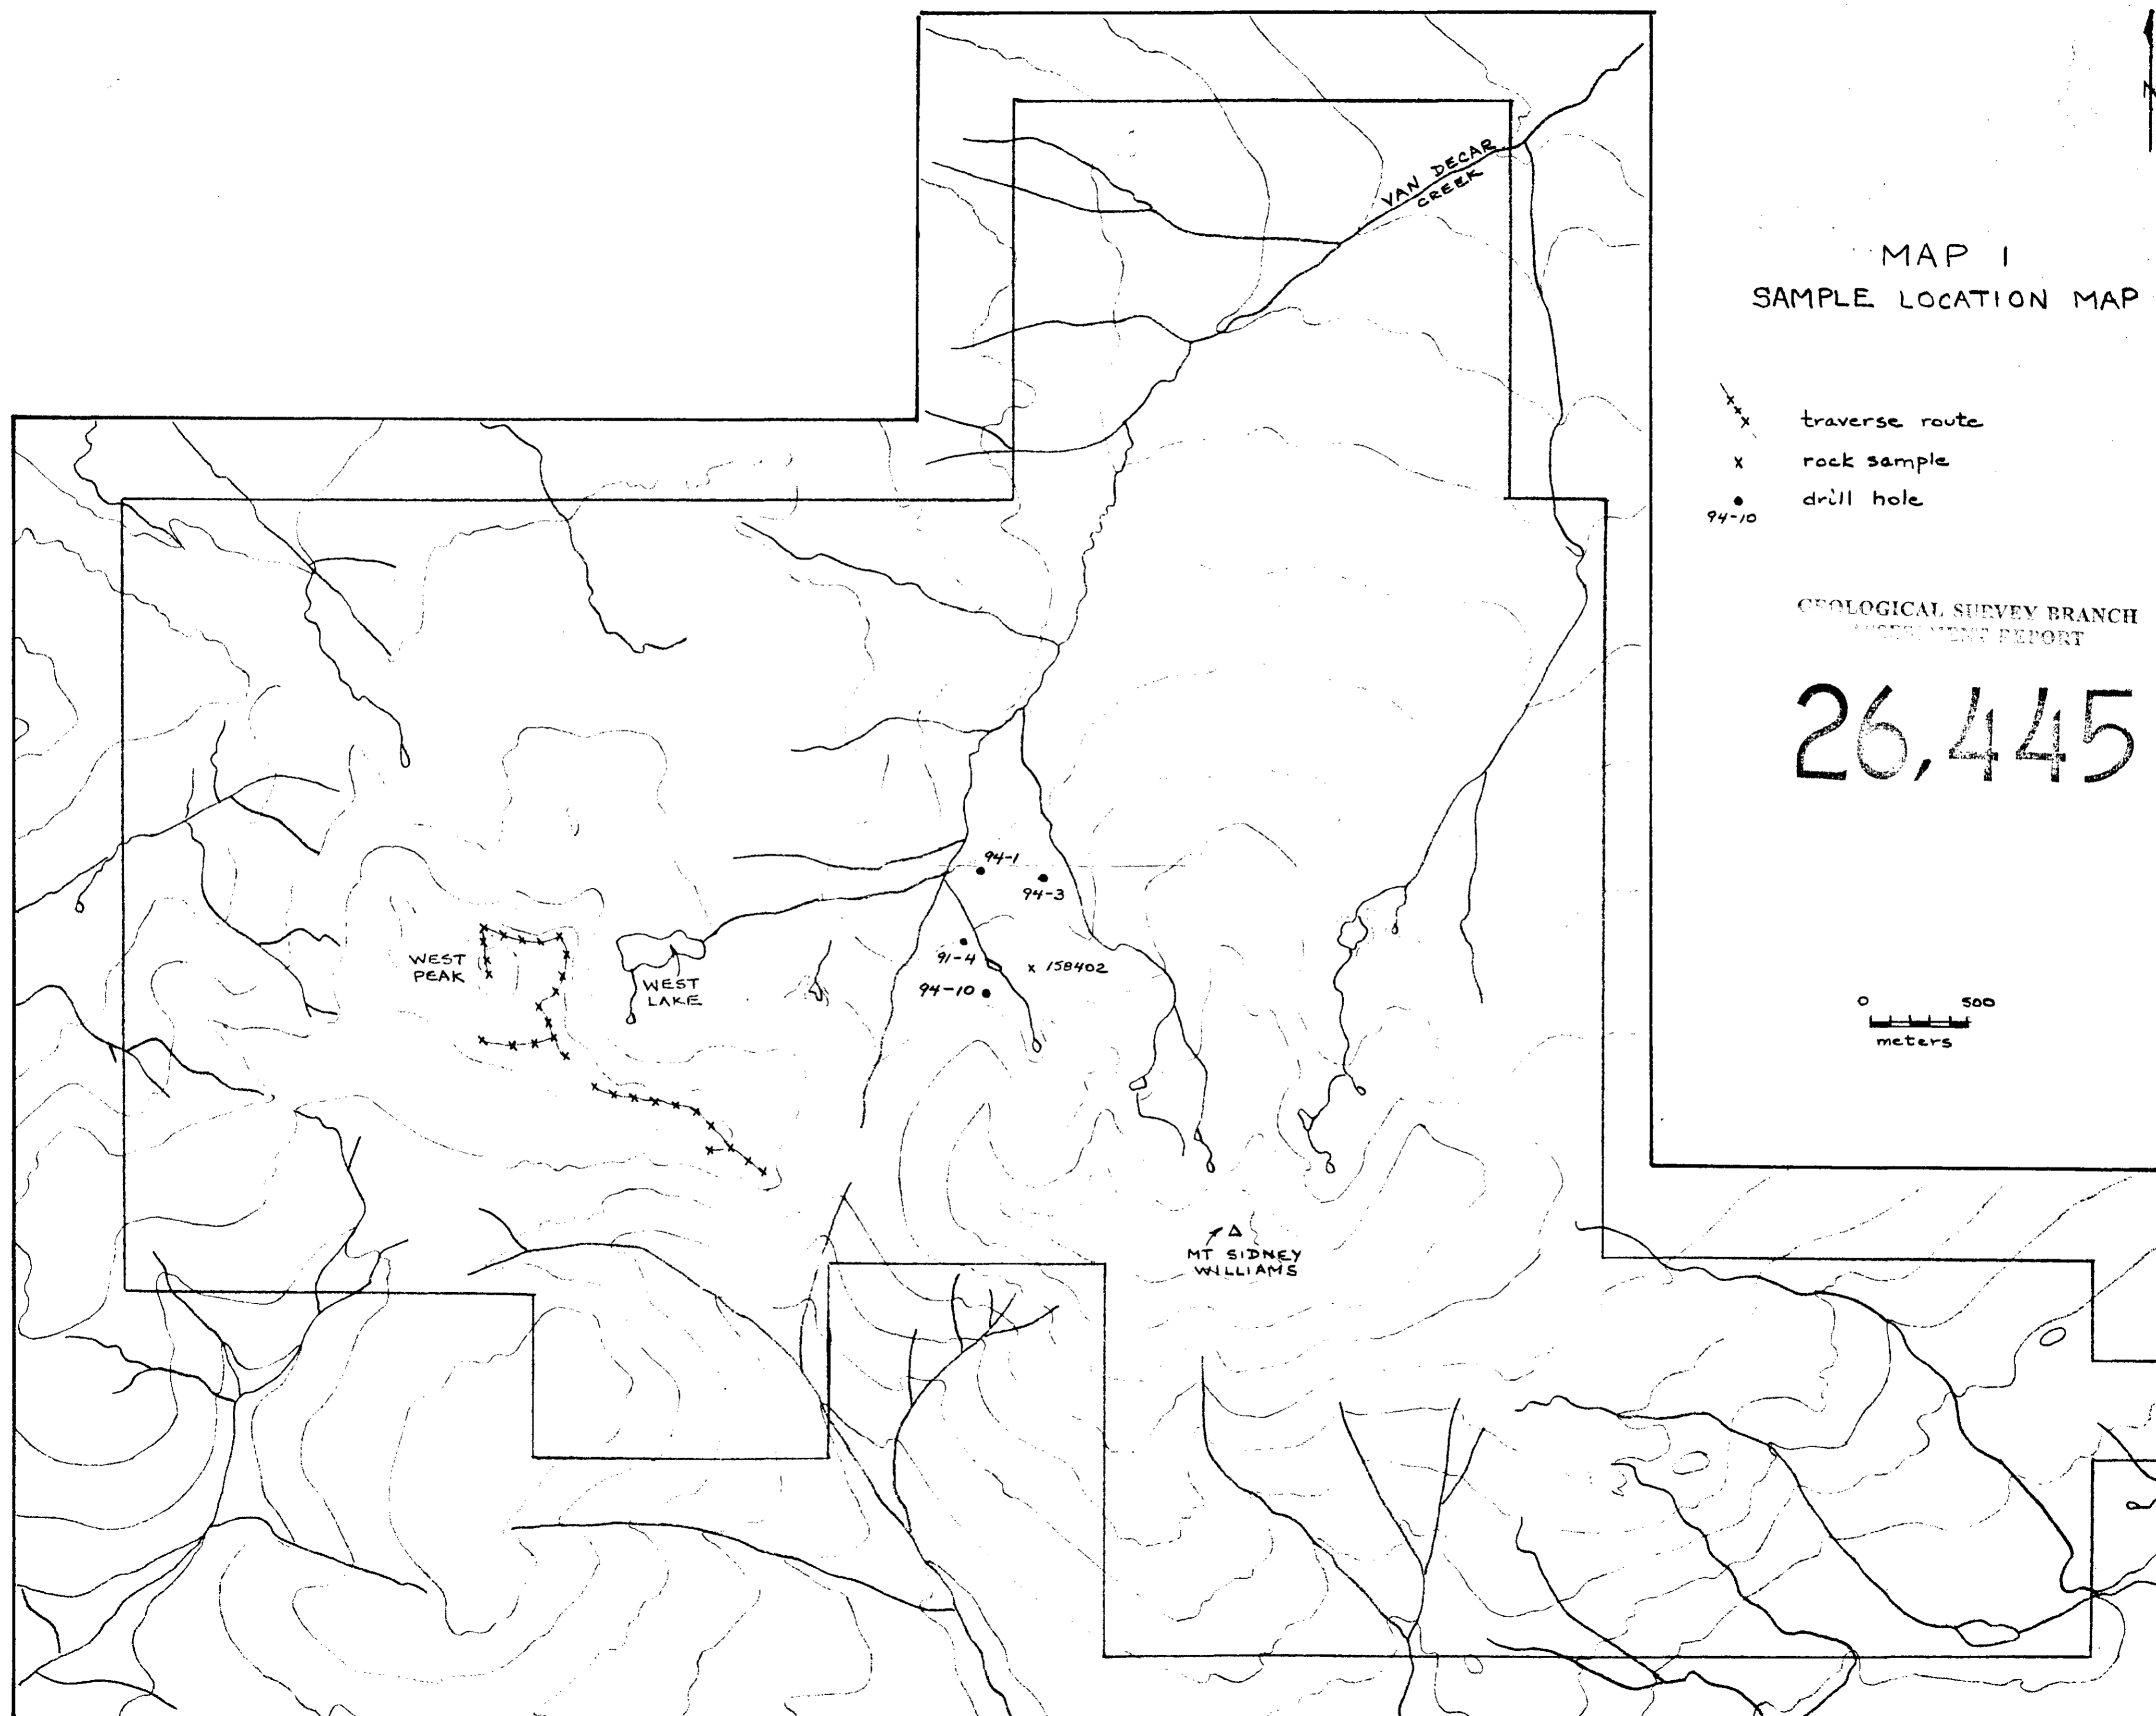 N
VAN DECAR
CREEK
MAP 1
SAMPLE LOCATION MAP
traverse route
x rock sample
94-10 drill hole
GEOLOGICAL SURVEY BRANCH
ASSESSMENT REPORT
26,445
94-1
94-3
91-4
x 158402
94-10
WEST
PEAK
WEST
LAKE
0 500
meters
MT SIDNEY
WILLIAMS